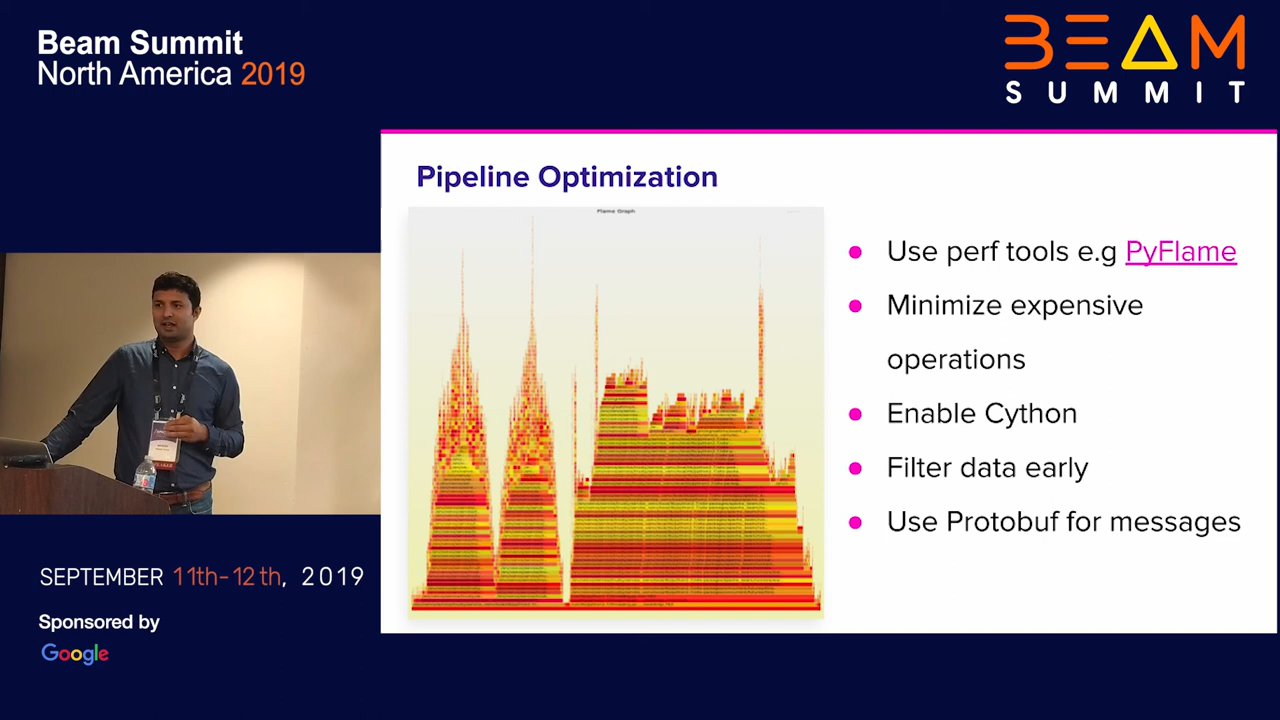 Beam Summit
North America 2019
BEAM
SUMMIT
Pipeline Optimization
Flame Graph
Use perf tools e.g PyFlame
Minimize expensive
operations
Enable Cython
Filter data early
Use Protobuf for messages
SEPTEMBER 11th-12th, 2019
Sponsored by
Google